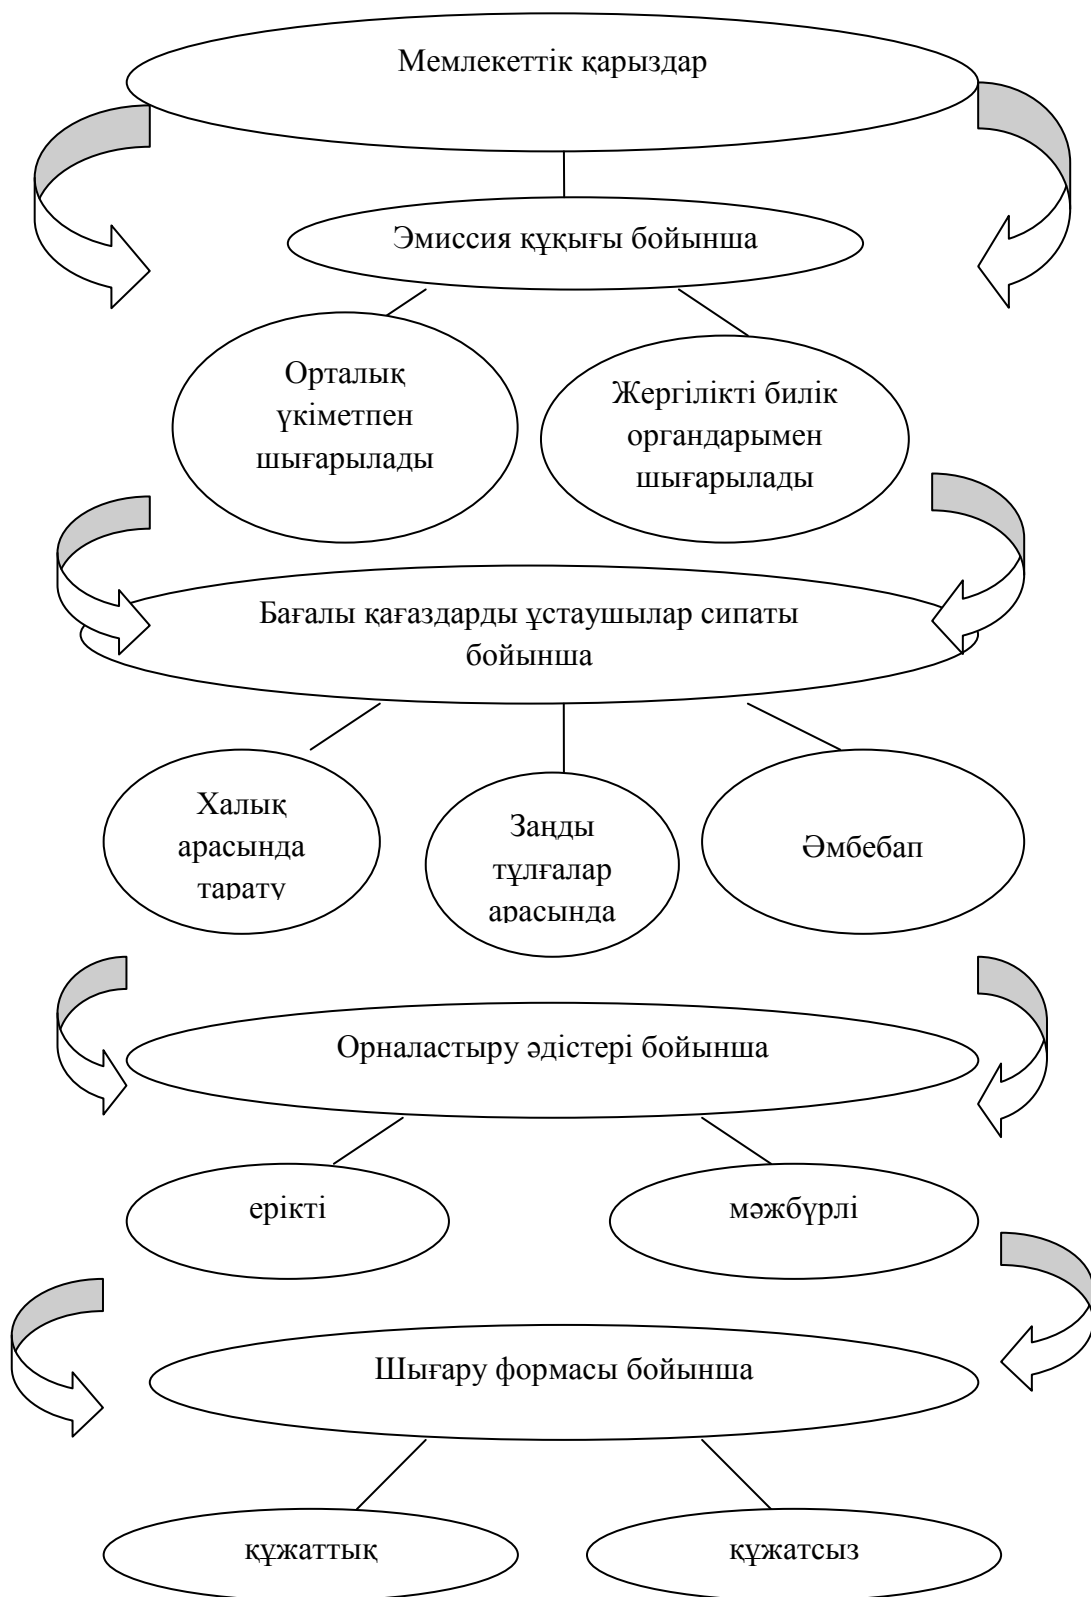 Мемлекеттік қарыздар
Эмиссия құқығы бойынша
Орталық
үкіметпен
шығарылады
Жергілікті билік
органдарымен
шығарылады
Бағалы қағаздарды ұстаушылар сипаты
бойынша
Халық
арасында
тарату
Заңды
тұлғалар
арасында
Әмбебап
Орналастыру әдістері бойынша
ерікті
мәжбүрлі
Шығару формасы бойынша
құжаттық
құжатсыз